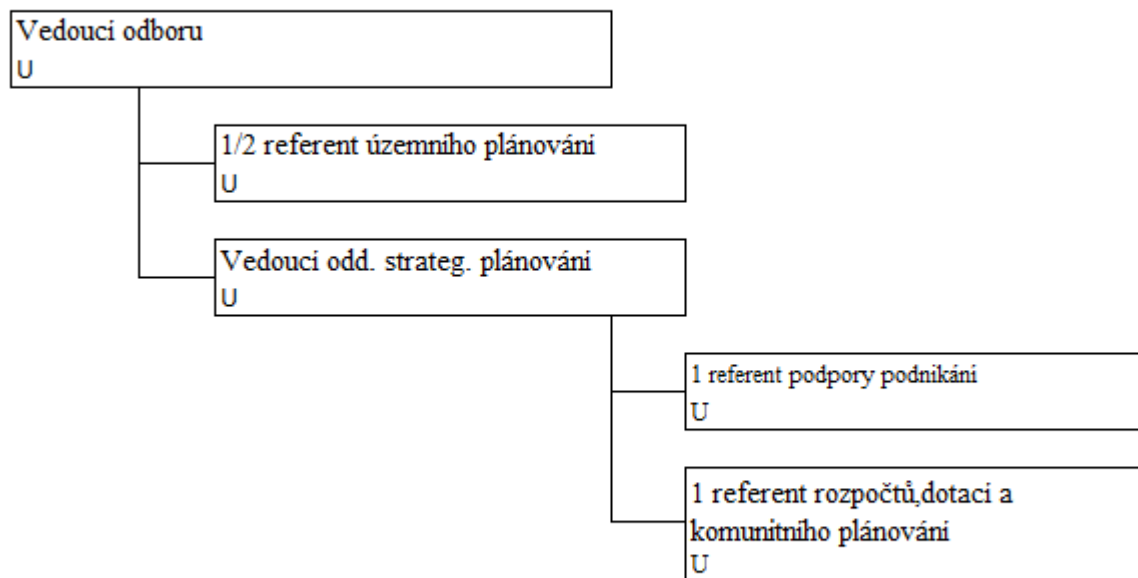 Vedoucí odboru
U
1/2 referent územního plánování
U
Vedoucí odd. strateg. plánování
U
1 referent podpory podnikání
U
1 referent rozpočtů,dotací a
komunitního plánování
U